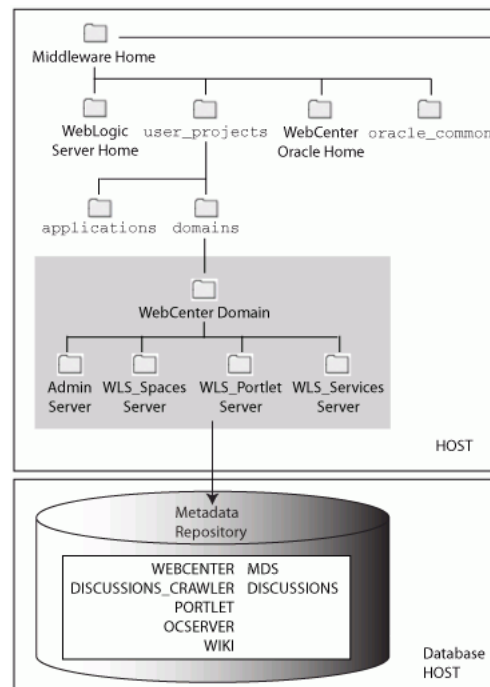 Middleware Home
WebLogic
Server Home
user_projects
WebCenter
Oracle Home
oracle_common
applications
domains
WebCenter Domain
Admin
Server
WLS_Spaces
Server
WLS_Portlet
Server
WLS_Services
Server
HOST
Metadata
Repository
WEBCENTER MDS
DISCUSSIONS_CRAWLER DISCUSSIONS
PORTLET
OCSERVER
WIKI
Database
HOST